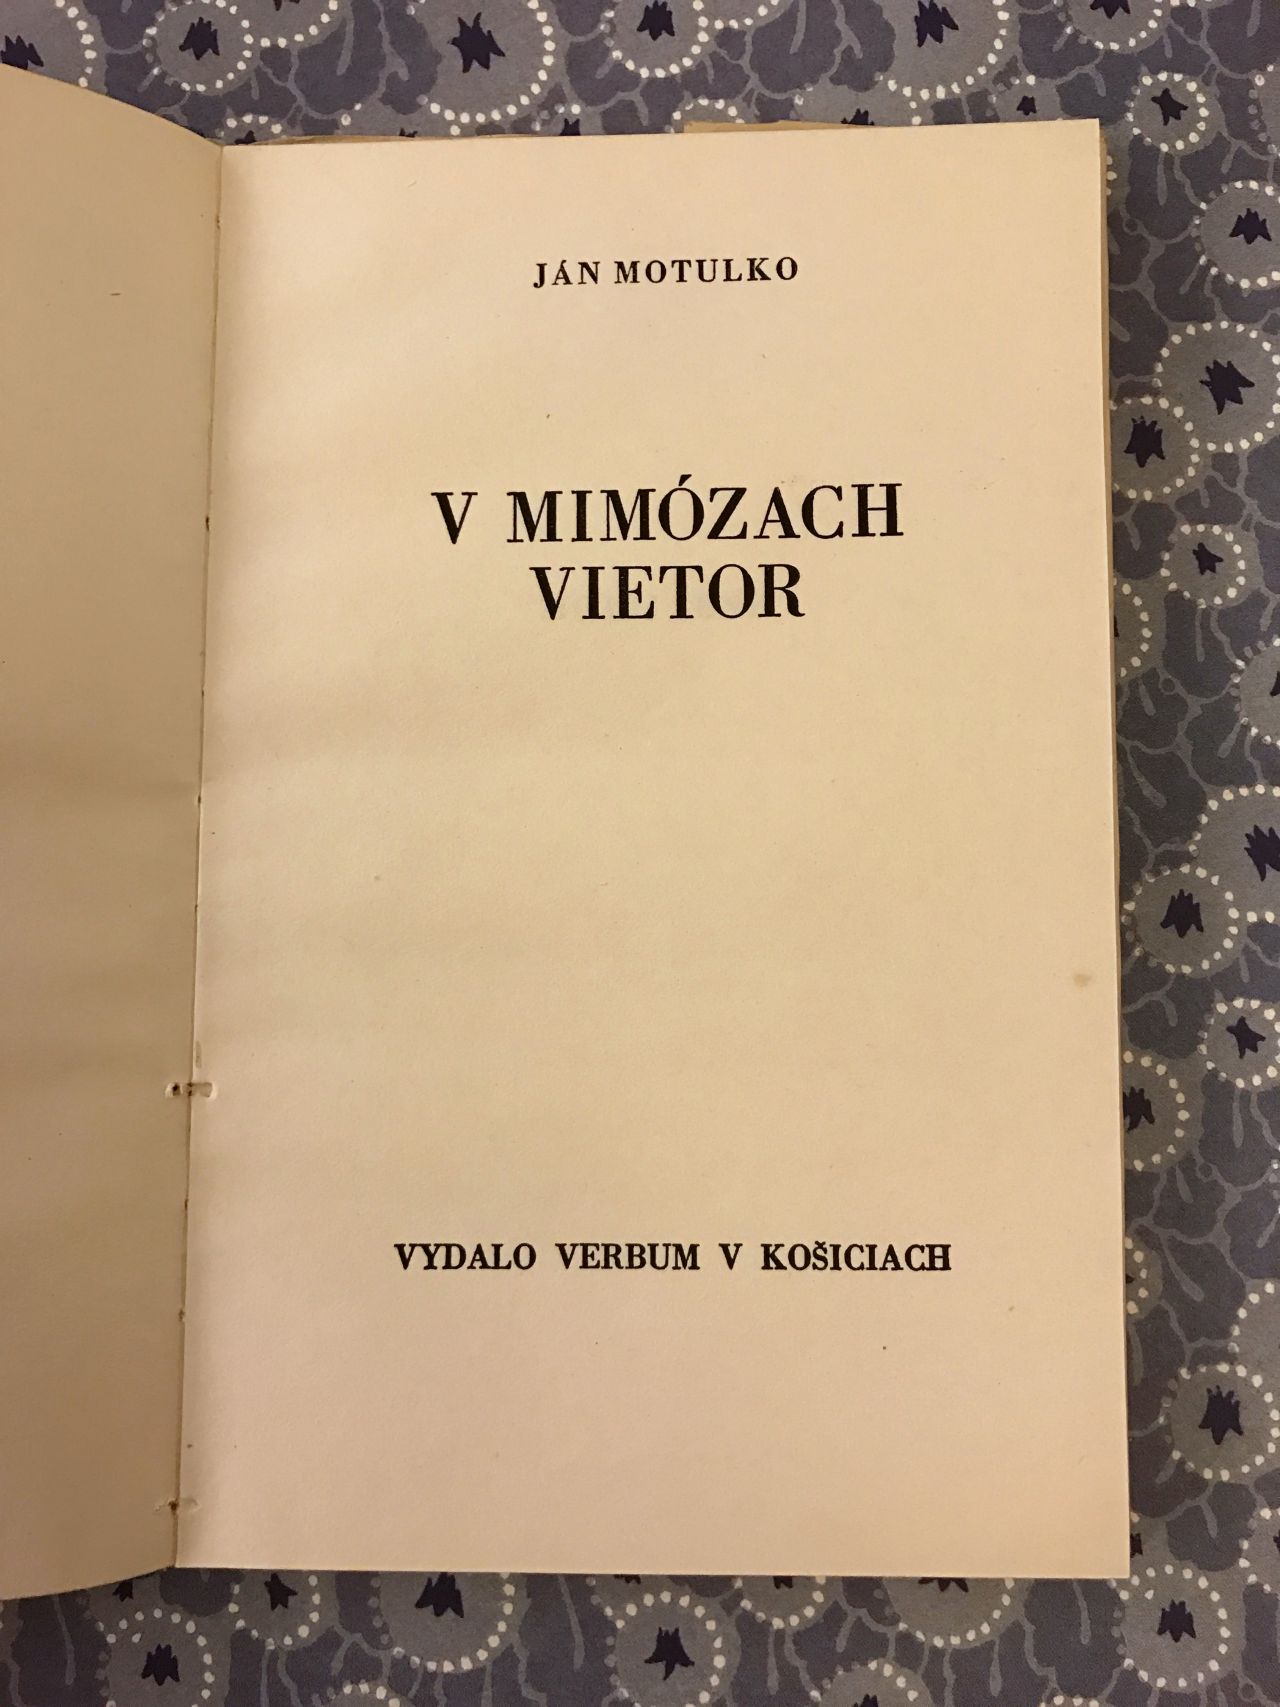 JÁN MOTULKO
V MIMÓZACH
VIETOR
VYDALO VERBUM V KOŠICIACH